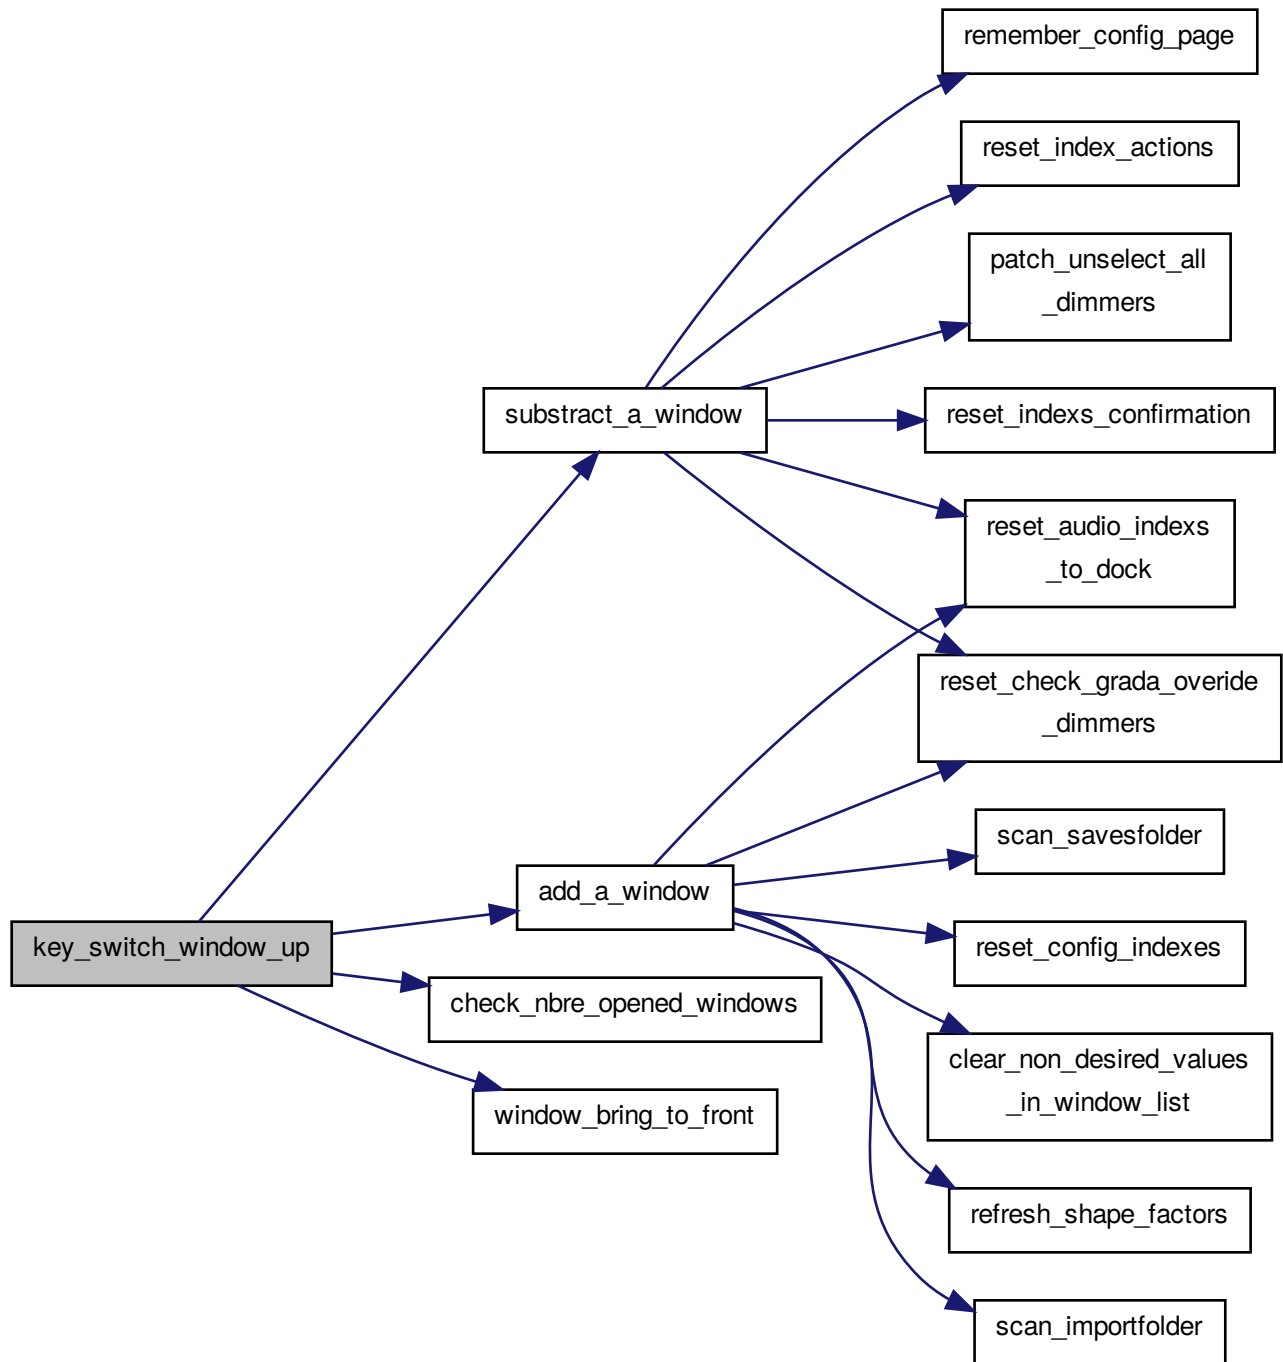 remember_config_page
reset_index_actions
patch_unselect_all
_dimmers
substract_a_window
reset_indexs_confirmation
reset_audio_indexs
_to_dock
reset_check_grada_overide
_dimmers
scan_savesfolder
add_a_window
key_switch_window_up
reset_config_indexes
check_nbre_opened_windows
clear_non_desired_values
_in_window_list
window_bring_to_front
refresh_shape_factors
scan_importfolder